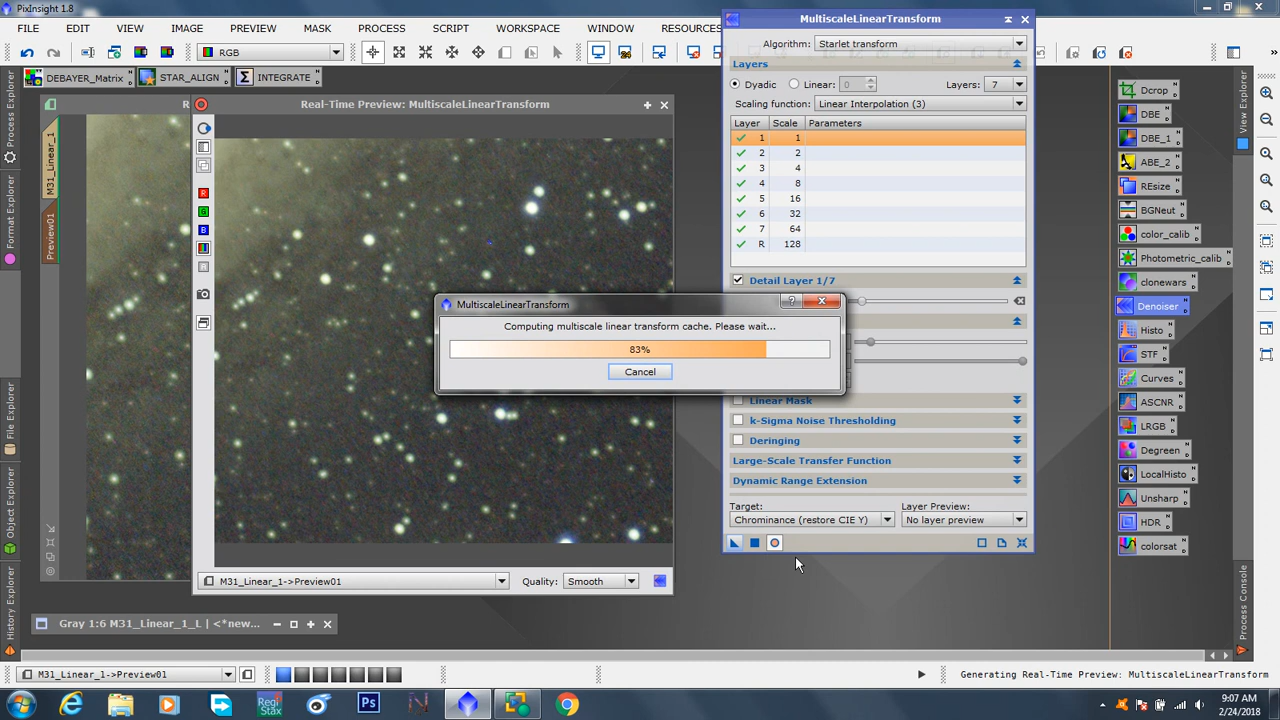 PixInsight 1.8
FILE EDIT VIEW IMAGE MASK PROCESS SCRIPT WORKSPACE WINDOW RESOURCES
RGB
DEBAYER_Matrix STAR_ALIGN INTEGRATE
Process Explorer
Format Explorer
File Explorer
Object Explorer
History Explorer
M31_Linear_1
Preview01
R
Real-Time Preview: MultiscaleLinearTransform
R
G
B
M31_Linear_1->Preview01 Quality: Smooth
Gray 1:6 M31_Linear_1_L | <*new...
MultiscaleLinearTransform
Computing multiscale linear transform cache. Please wait...
83%
Cancel
MultiscaleLinearTransform
Algorithm: Starlet transform
Layers
Dyadic Linear: 0 Layers: 7
Scaling function: Linear Interpolation (3)
Layer Scale Parameters
1 1
2 2
3 4
4 8
5 16
6 32
7 64
R 128
Detail Layer 1/7
Linear Mask
k-Sigma Noise Thresholding
Deringing
Large-Scale Transfer Function
Dynamic Range Extension
Target: Layer Preview:
Chrominance (restore CIE Y) No layer preview
Dcrop
DBE
DBE_1
ABE_2
REsize
BGNeut
color_calib
Photometric_calib
clonewars
Denoiser
Histo
STF
Curves
ASCNR
LRGB
Degreen
LocalHisto
Unsharp
HDR
colorsat
View Explorer
Process Console
M31_Linear_1->Preview01
Generating Real-Time Preview: MultiscaleLinearTransform
Regi
Stax
Ps
9:07 AM
2/24/2018